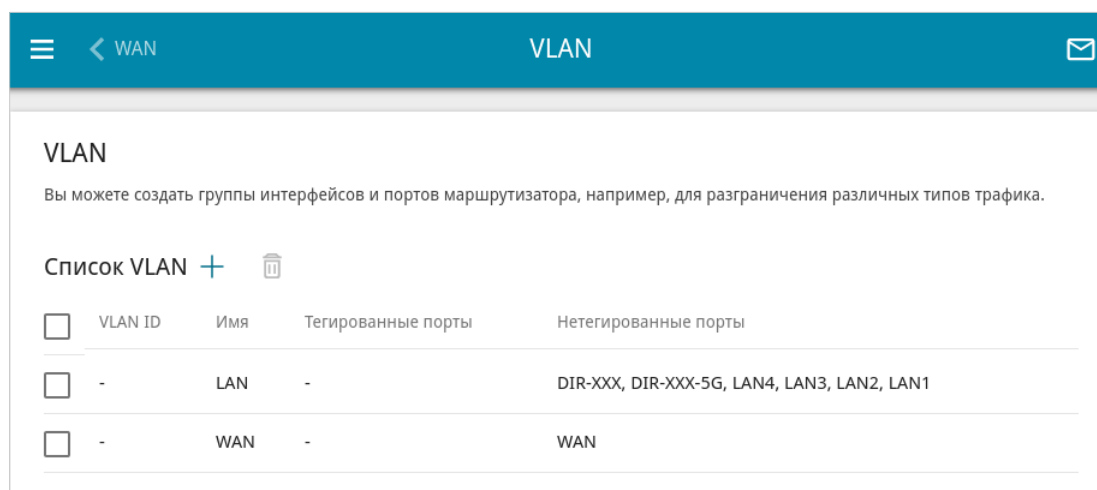 WAN VLAN
VLAN
Вы можете создать группы интерфейсов и портов маршрутизатора, например, для разграничения различных типов трафика.
Список VLAN
VLAN ID Имя Тегированные порты Нетегированные порты
- LAN - DIR-XXX, DIR-XXX-5G, LAN4, LAN3, LAN2, LAN1
- WAN - WAN